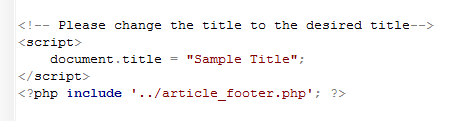 <!-- Please change the title to the desired title-->
<script>
    document.title = "Sample Title";
</script>
<?php include '../article_footer.php'; ?>